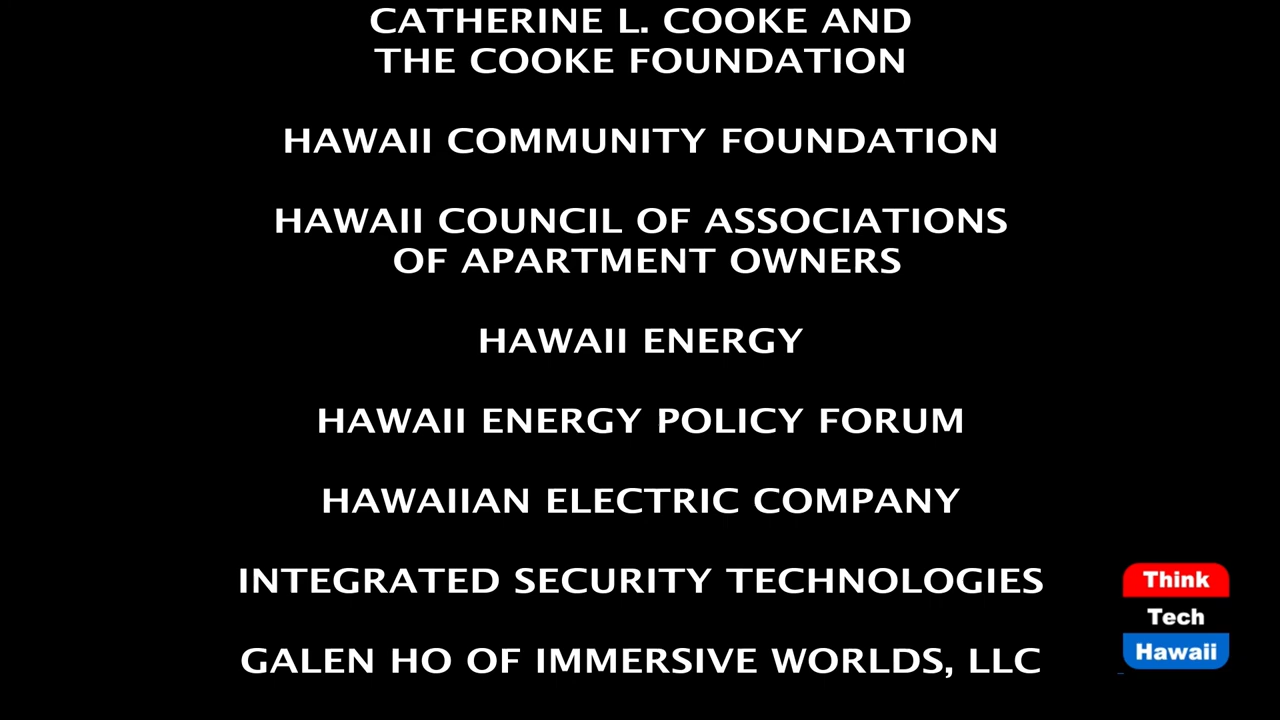 CATHERINE L. COOKE AND
THE COOKE FOUNDATION
HAWAII COMMUNITY FOUNDATION
HAWAII COUNCIL OF ASSOCIATIONS
OF APARTMENT OWNERS
HAWAII ENERGY
HAWAII ENERGY POLICY FORUM
HAWAIIAN ELECTRIC COMPANY
INTEGRATED SECURITY TECHNOLOGIES
GALEN HO OF IMMERSIVE WORLDS, LLC
Think
Tech
Hawaii